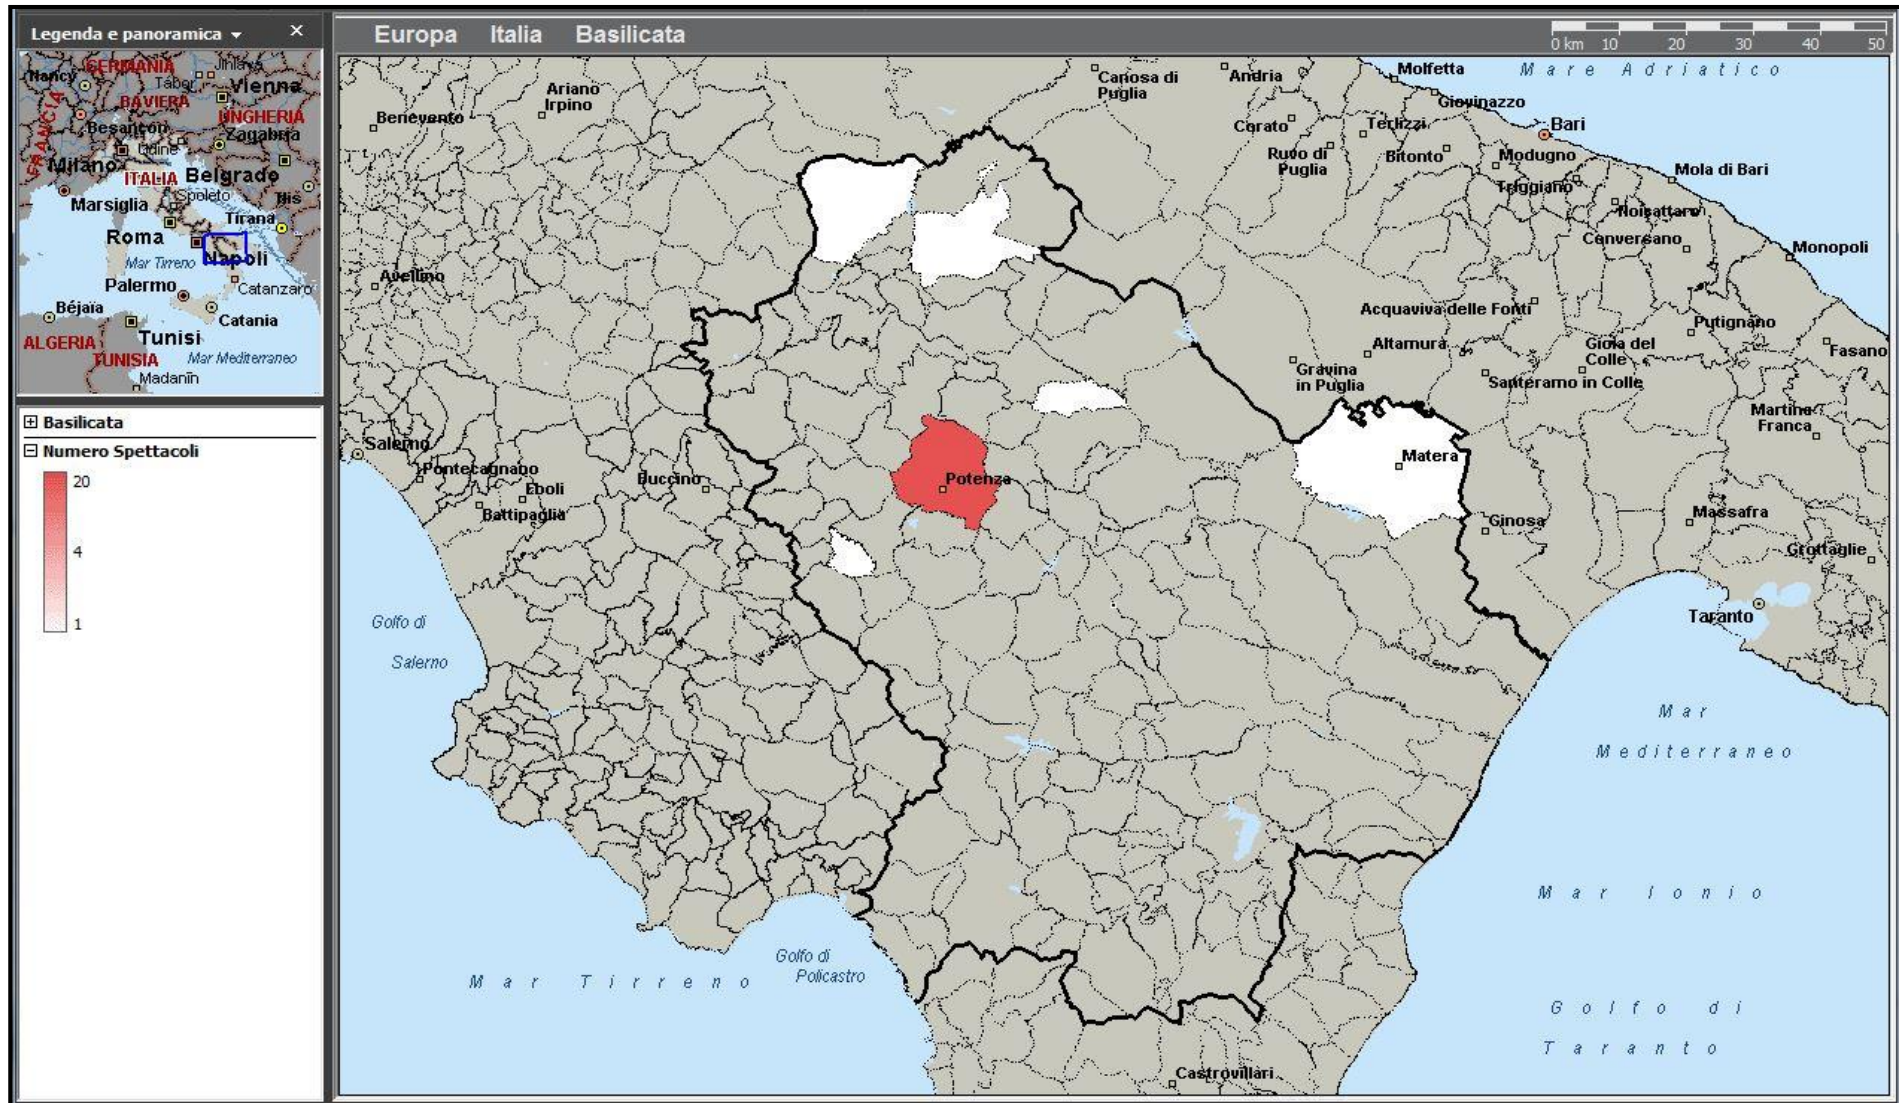 Legenda e panoramica
Europa Italia Basilicata
0 km 10 20 30 40 50
GERMANIA
Jihlava
Nancy
Tábor
Vienna
BAVIERA
FRANCIA
UNGHERIA
Besançon
Zagabria
Udine
Milano
ITALIA
Belgrado
Spoleto
Nis
Marsiglia
Tirana
Roma
Mar Tirreno
Napoli
Palermo
Catanzaro
Béjaïa
Catania
ALGERIA
Tunisi
TUNISIA
Mar Mediterraneo
Madanīn
Basilicata
Numero Spettacoli
20
4
1
Ariano
Irpino
Benevento
Canosa di
Puglia
Andria
Molfetta
Mare Adriatico
Giovinazzo
Corato
Terlizzi
Bari
Ruvo di
Puglia
Bitonto
Modugno
Mola di Bari
Triggiano
Noisattaro
Conversano
Monopoli
Avellino
Acquaviva delle Fonti
Putignano
Altamura
Gioia del
Colle
Fasano
Gravina
in Puglia
Santeramo in Colle
Martina
Franca
Salerno
Pontecagnano
Eboli
Buccino
Battipaglia
Potenza
Matera
Ginosa
Massafra
Grottaglie
Taranto
Golfo di
Salerno
Mar
Mediterraneo
Mar Ionio
Golfo di
Policastro
Mar Tirreno
Golfo di
Taranto
Castrovillari